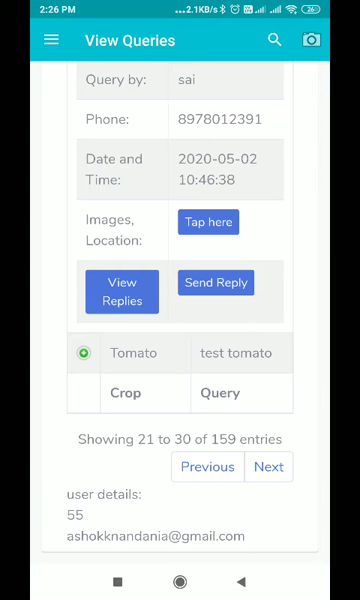 2:26 PM ...2.1KB/s 26
View Queries
Query by: sai
Phone: 8978012391
Date and 2020-05-02
Time: 10:46:38
Images, Tap here
Location:
View Send Reply
Replies
Tomato test tomato
Crop Query
Showing 21 to 30 of 159 entries
Previous Next
user details:
55
ashokknandania@gmail.com